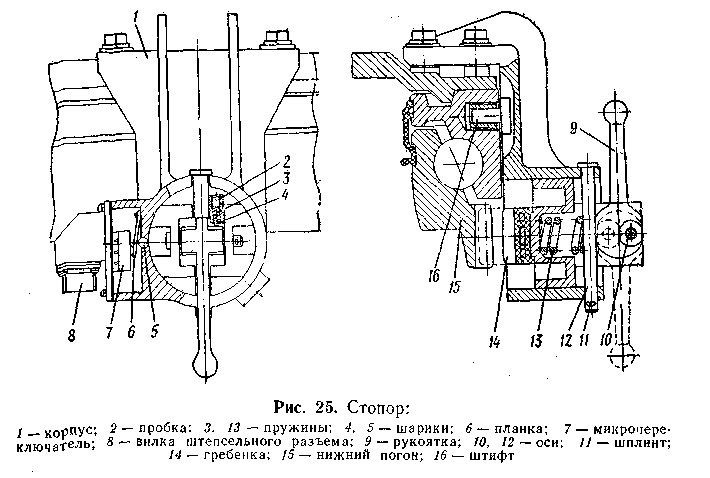 1
2
3
4
8 7 6 5
9
16 15
14 13 12 11 10
Рис. 25. Стопор:
1 — корпус; 2 — пробка; 3, 13 — пружины; 4, 5 — шарики; 6 — планка; 7 — микропере-
ключатель; 8 — вилка штепсельного разъема; 9 — рукоятка; 10, 12 — оси; 11 — шплинт;
14 — гребенка; 15 — нижний погон; 16 — штифт